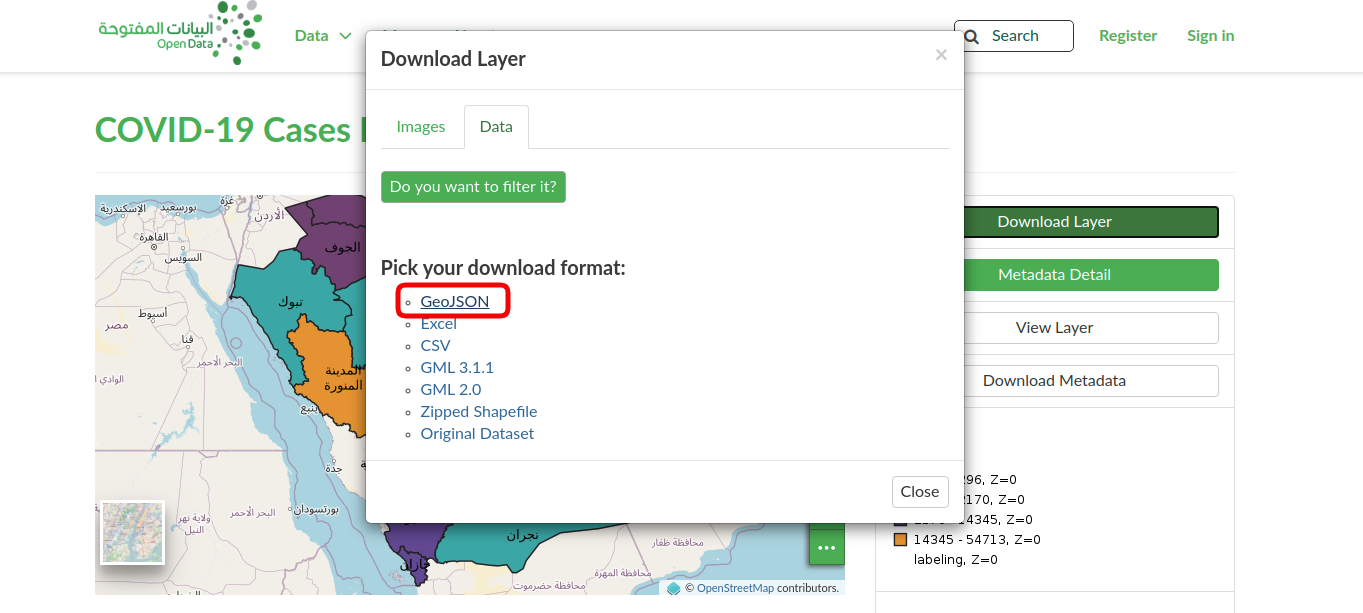 البيانات المفتوحة
Open Data
Data
Search
Register
Sign in
Download Layer
×
Images
Data
COVID-19 Cases
Do you want to filter it?
Pick your download format:
GeoJSON
Excel
CSV
GML 3.1.1
GML 2.0
Zipped Shapefile
Original Dataset
Close
Download Layer
Metadata Detail
View Layer
Download Metadata
296, Z=0
2170, Z=0
14345, Z=0
14345 - 54713, Z=0
labeling, Z=0
الإسكندرية
بورسعيد
غزة
الأردن
القاهرة
السويس
الجوف
تبوك
أسيوط
مصر
قنا
البحر الأحمر
الوادي ا
المدينة
المنورة
ينبع
جدة
ولاية نهر
النيل
البحر الأحمر
بورتسودان
نجران
جازان
محافظة ظفار
محافظة المهرة
محافظة حضرموت
© OpenStreetMap contributors.